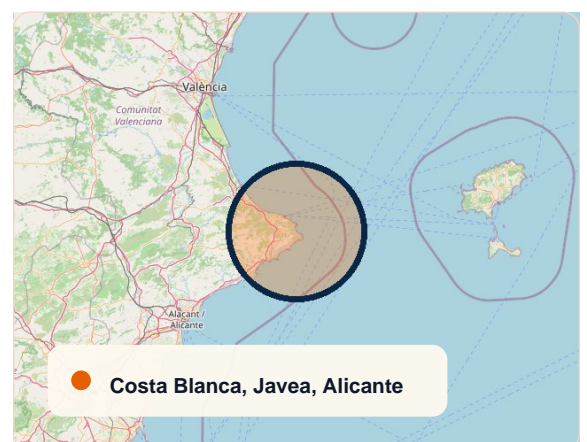 València
Comunitat
Valenciana
Alacant /
Alicante
Costa Blanca, Javea, Alicante